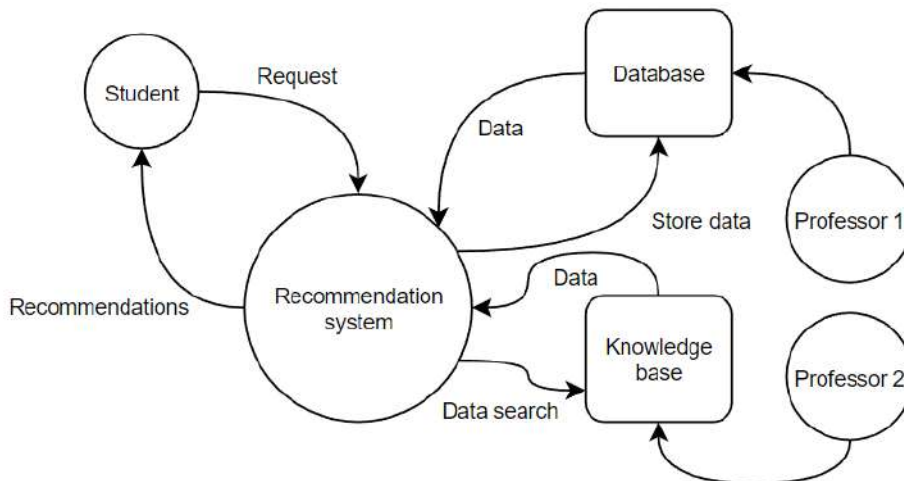 Student
Request
Database
Data
Professor 1
Store data
Recommendations
Recommendation
system
Data
Knowledge
base
Professor 2
Data search